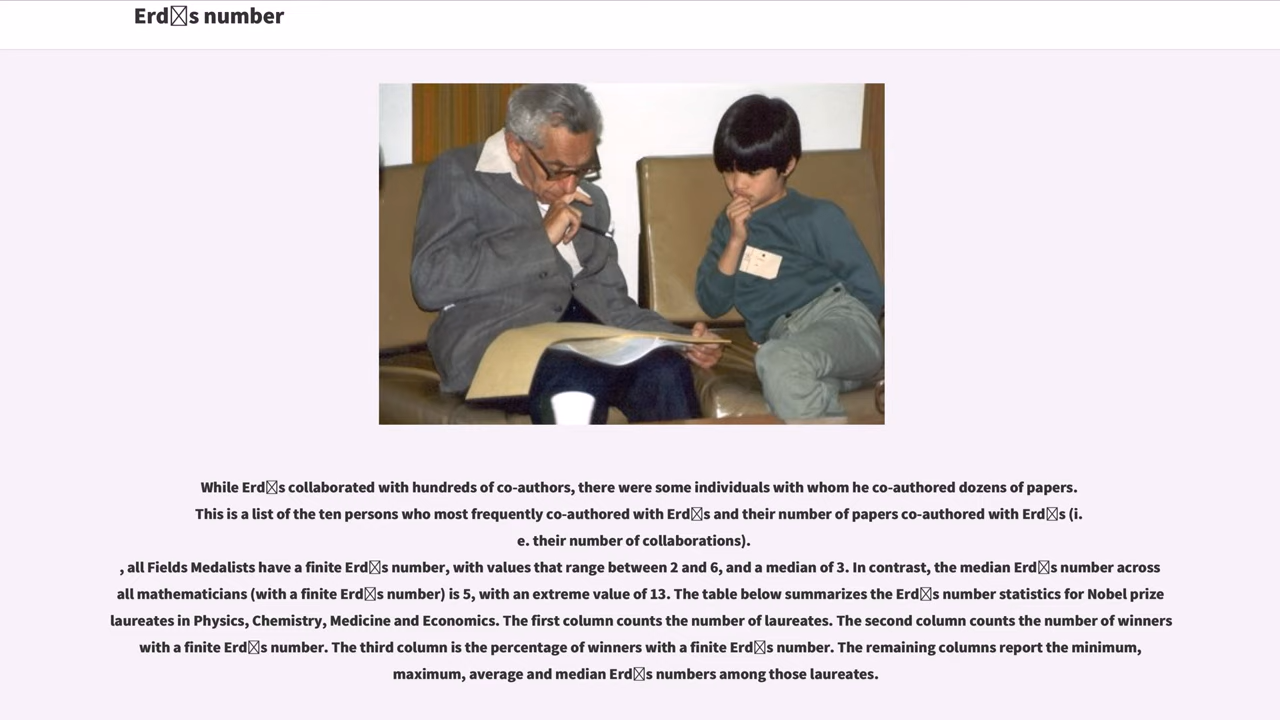 Erd☒s number
While Erd☒s collaborated with hundreds of co-authors, there were some individuals with whom he co-authored dozens of papers.
This is a list of the ten persons who most frequently co-authored with Erd☒s and their number of papers co-authored with Erd☒s (i.
e. their number of collaborations).
, all Fields Medalists have a finite Erd☒s number, with values that range between 2 and 6, and a median of 3. In contrast, the median Erd☒s number across
all mathematicians (with a finite Erd☒s number) is 5, with an extreme value of 13. The table below summarizes the Erd☒s number statistics for Nobel prize
laureates in Physics, Chemistry, Medicine and Economics. The first column counts the number of laureates. The second column counts the number of winners
with a finite Erd☒s number. The third column is the percentage of winners with a finite Erd☒s number. The remaining columns report the minimum,
maximum, average and median Erd☒s numbers among those laureates.